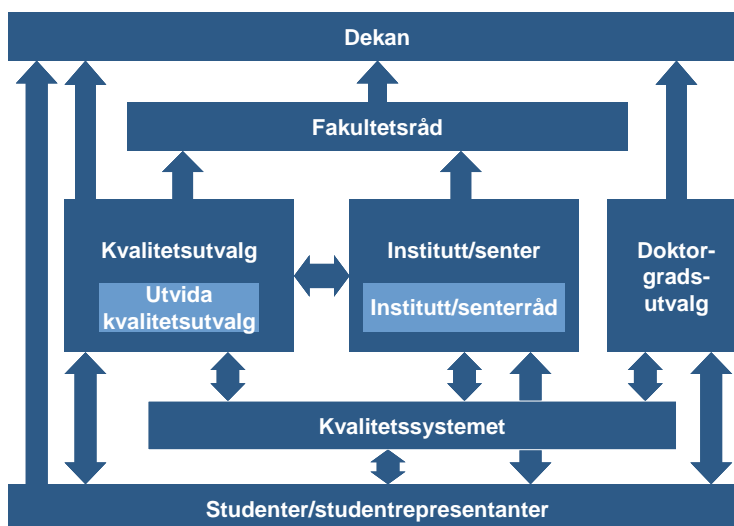 Dekan
Fakultetsråd
Kvalitetsutvalg
Utvida
kvalitetsutvalg
Institutt/senter
Institutt/senterråd
Doktor-
grads-
utvalg
Kvalitetssystemet
Studenter/studentrepresentanter